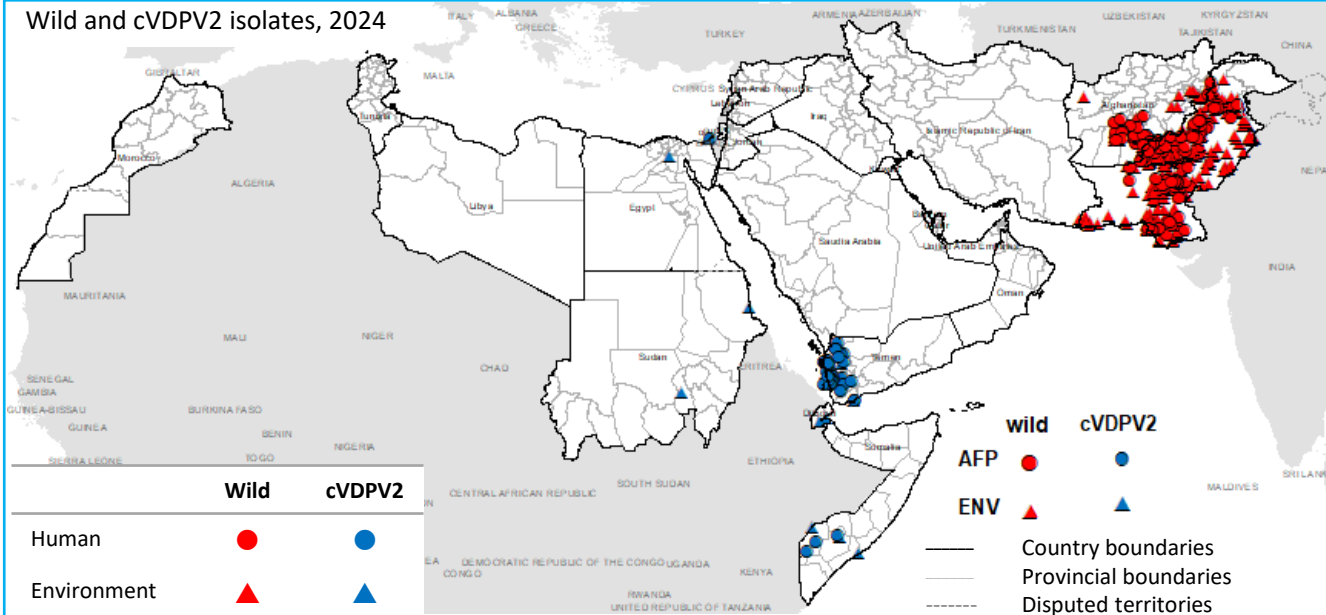 Wild and cVDPV2 isolates, 2024
ITALY
ALBANIA
GREECE
ARMENIA
AZERBAIJAN
UZBEKISTAN
KYRGYZSTAN
TURKEY
TURKMENISTAN
TAJIKISTAN
CHINA
GIBRALTAR
MALTA
CYPRUS
Syrian Arab Republic
Lebanon
Afghanistan
Tunisia
Iraq
Islamic Republic of Iran
Jordan
Morocco
NEPA
ALGERIA
Libya
Egypt
Saudi Arabia
United Arab Emirates
INDIA
Oman
MAURITANIA
MALI
NIGER
CHAD
Sudan
ERITREA
Yemen
SENEGAL
GAMBIA
GUINEA-BISSAU
BURKINA FASO
GUINEA
BENIN
NIGERIA
Djibouti
SIERRA LEONE
TOGO
ETHIOPIA
Somalia
SRI LANK
CENTRAL AFRICAN REPUBLIC
SOUTH SUDAN
MALDIVES
DEMOCRATIC REPUBLIC OF THE CONGO
UGANDA
CONGO
KENYA
RWANDA
UNITED REPUBLIC OF TANZANIA
wild cVDPV2
AFP
ENV
Country boundaries
Provincial boundaries
Disputed territories
Wild cVDPV2
Human
Environment